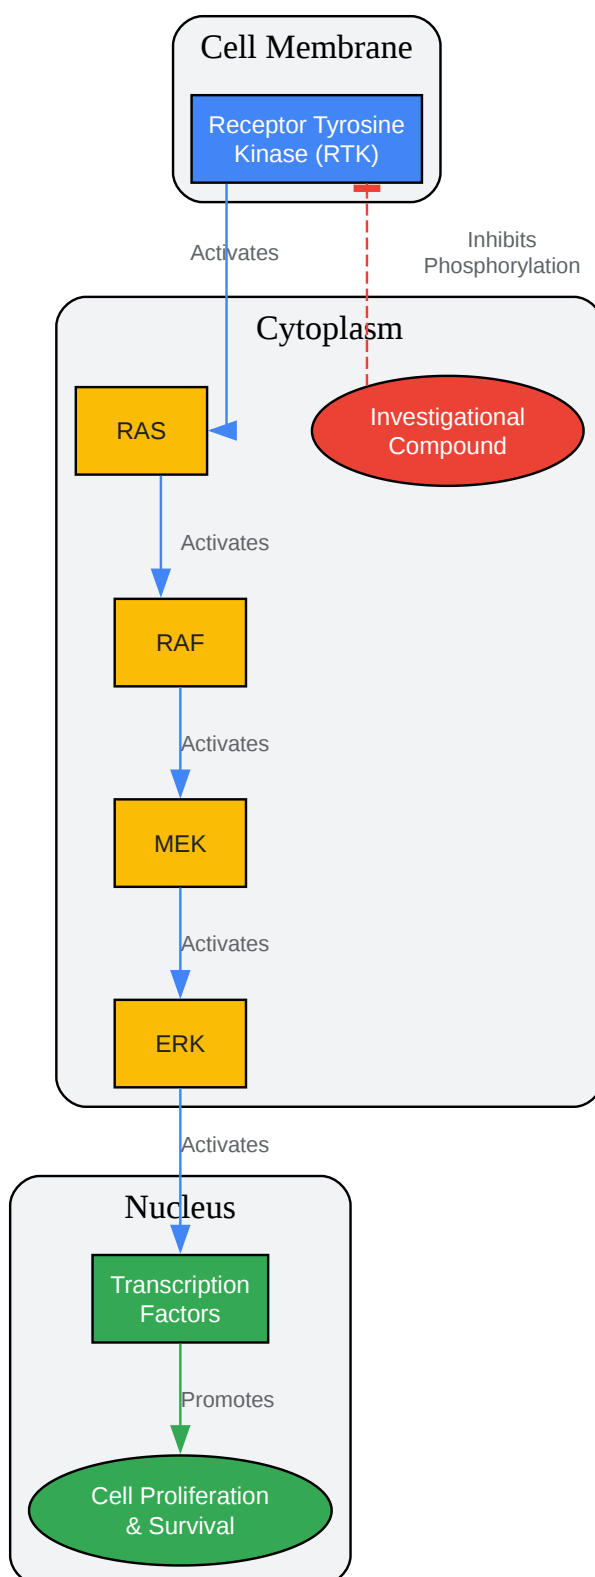 Cell Membrane
Receptor Tyrosine
Kinase (RTK)
Activates
Inhibits
Phosphorylation
Cytoplasm
RAS
Investigational
Compound
Activates
RAF
Activates
MEK
Activates
ERK
Activates
Nucleus
Transcription
Factors
Promotes
Cell Proliferation
& Survival